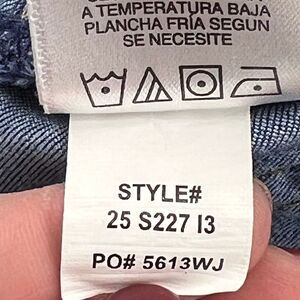 A TEMPERATURA BAJA
PLANCHA FRIA SEGUN
SE NECESITE
STYLE#
25 S227 I3
PO# 5613WJ